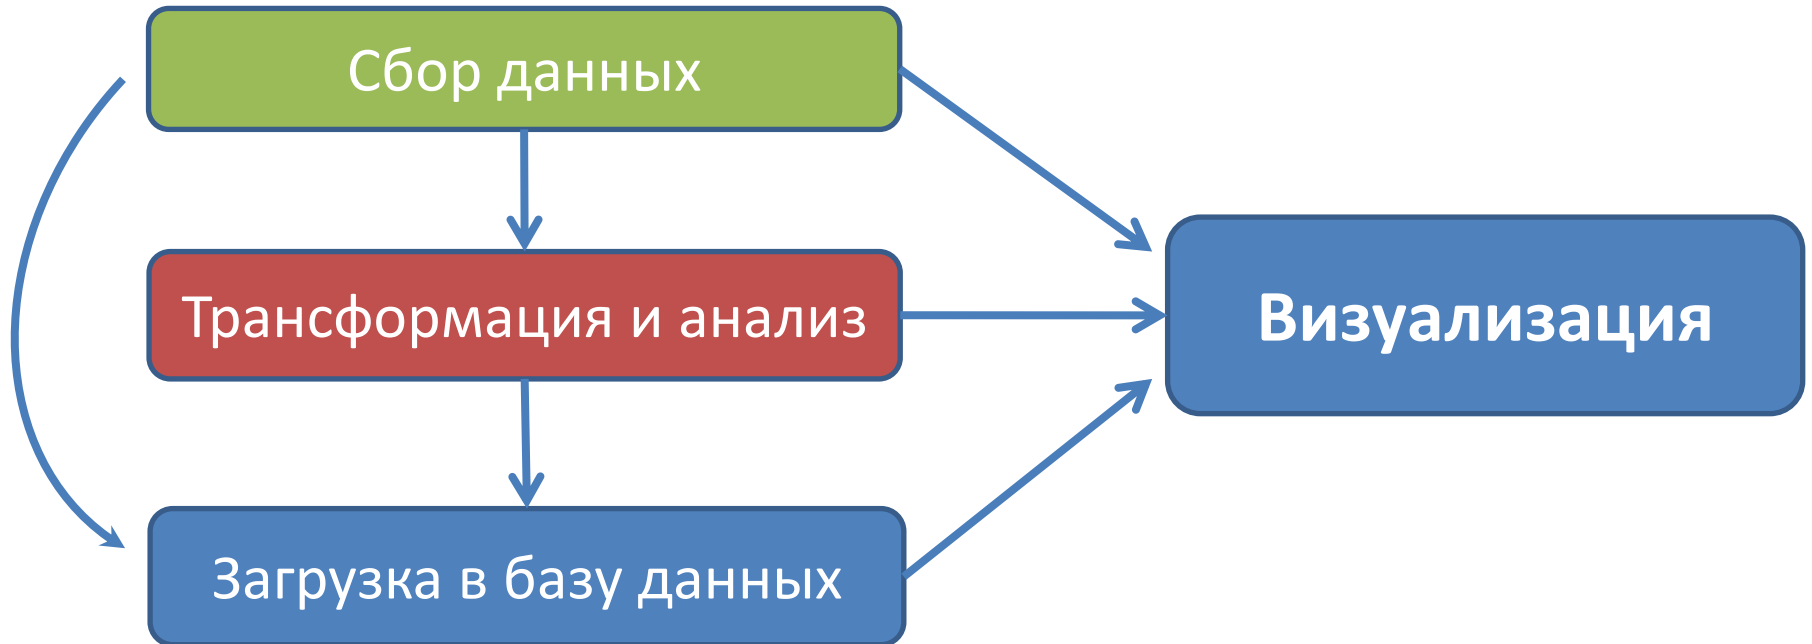 Сбор данных
Трансформация и анализ
Визуализация
Загрузка в базу данных